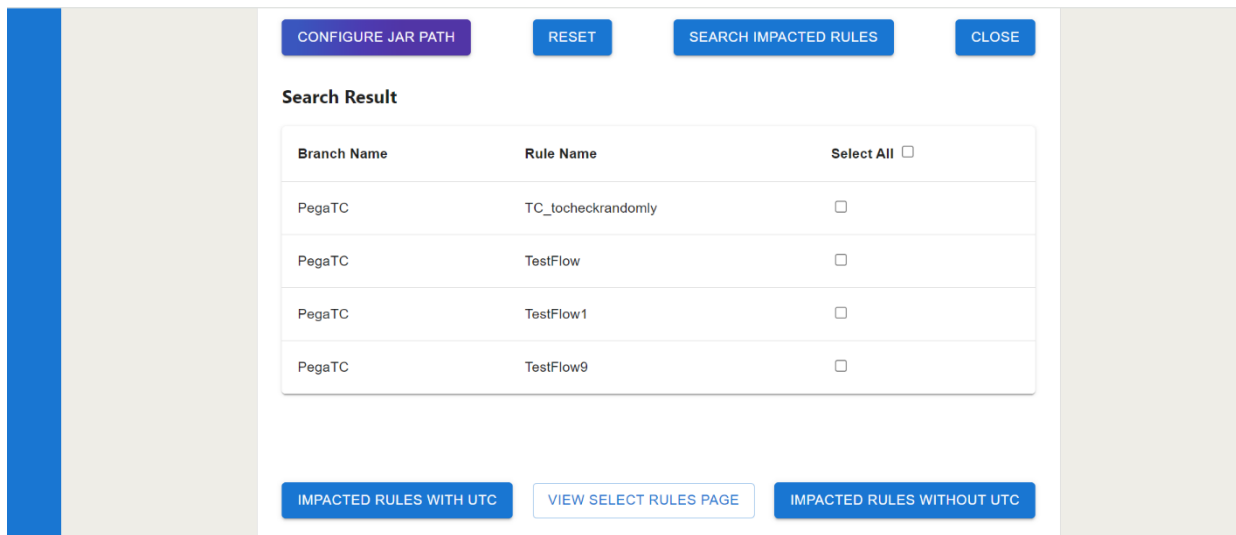 CONFIGURE JAR PATH RESET SEARCH IMPACTED RULES CLOSE
Search Result
Branch Name Rule Name Select All
PegaTC TC_tocheckrandomly
PegaTC TestFlow
PegaTC TestFlow1
PegaTC TestFlow9
IMPACTED RULES WITH UTC VIEW SELECT RULES PAGE IMPACTED RULES WITHOUT UTC